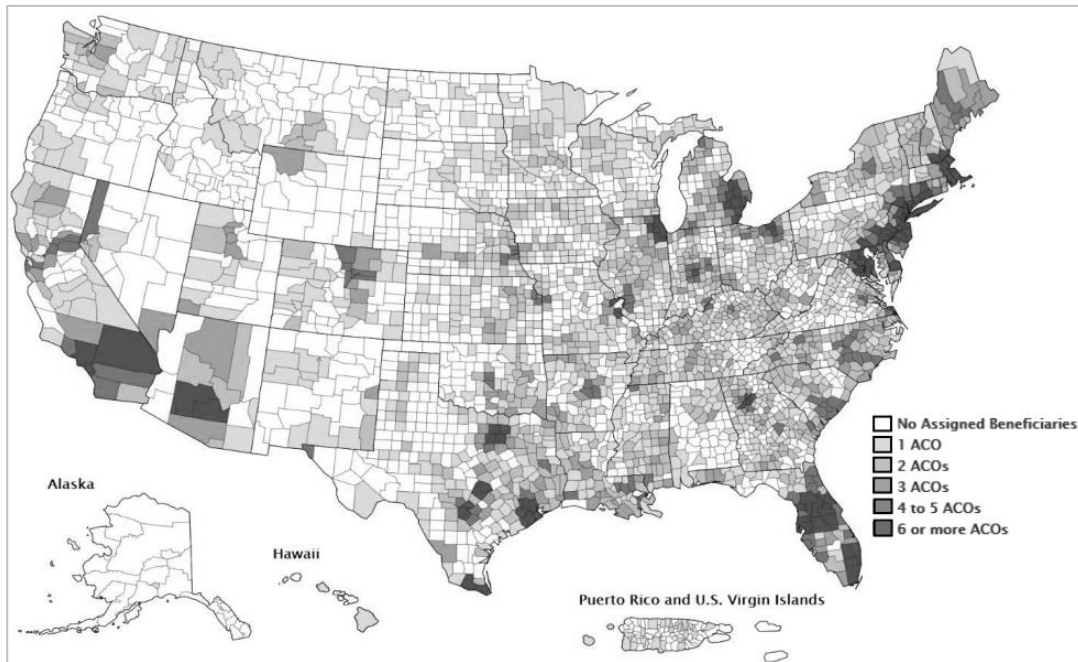 No Assigned Beneficiaries
1 ACO
2 ACOs
3 ACOs
4 to 5 ACOs
6 or more ACOs
Alaska
Hawaii
Puerto Rico and U.S. Virgin Islands